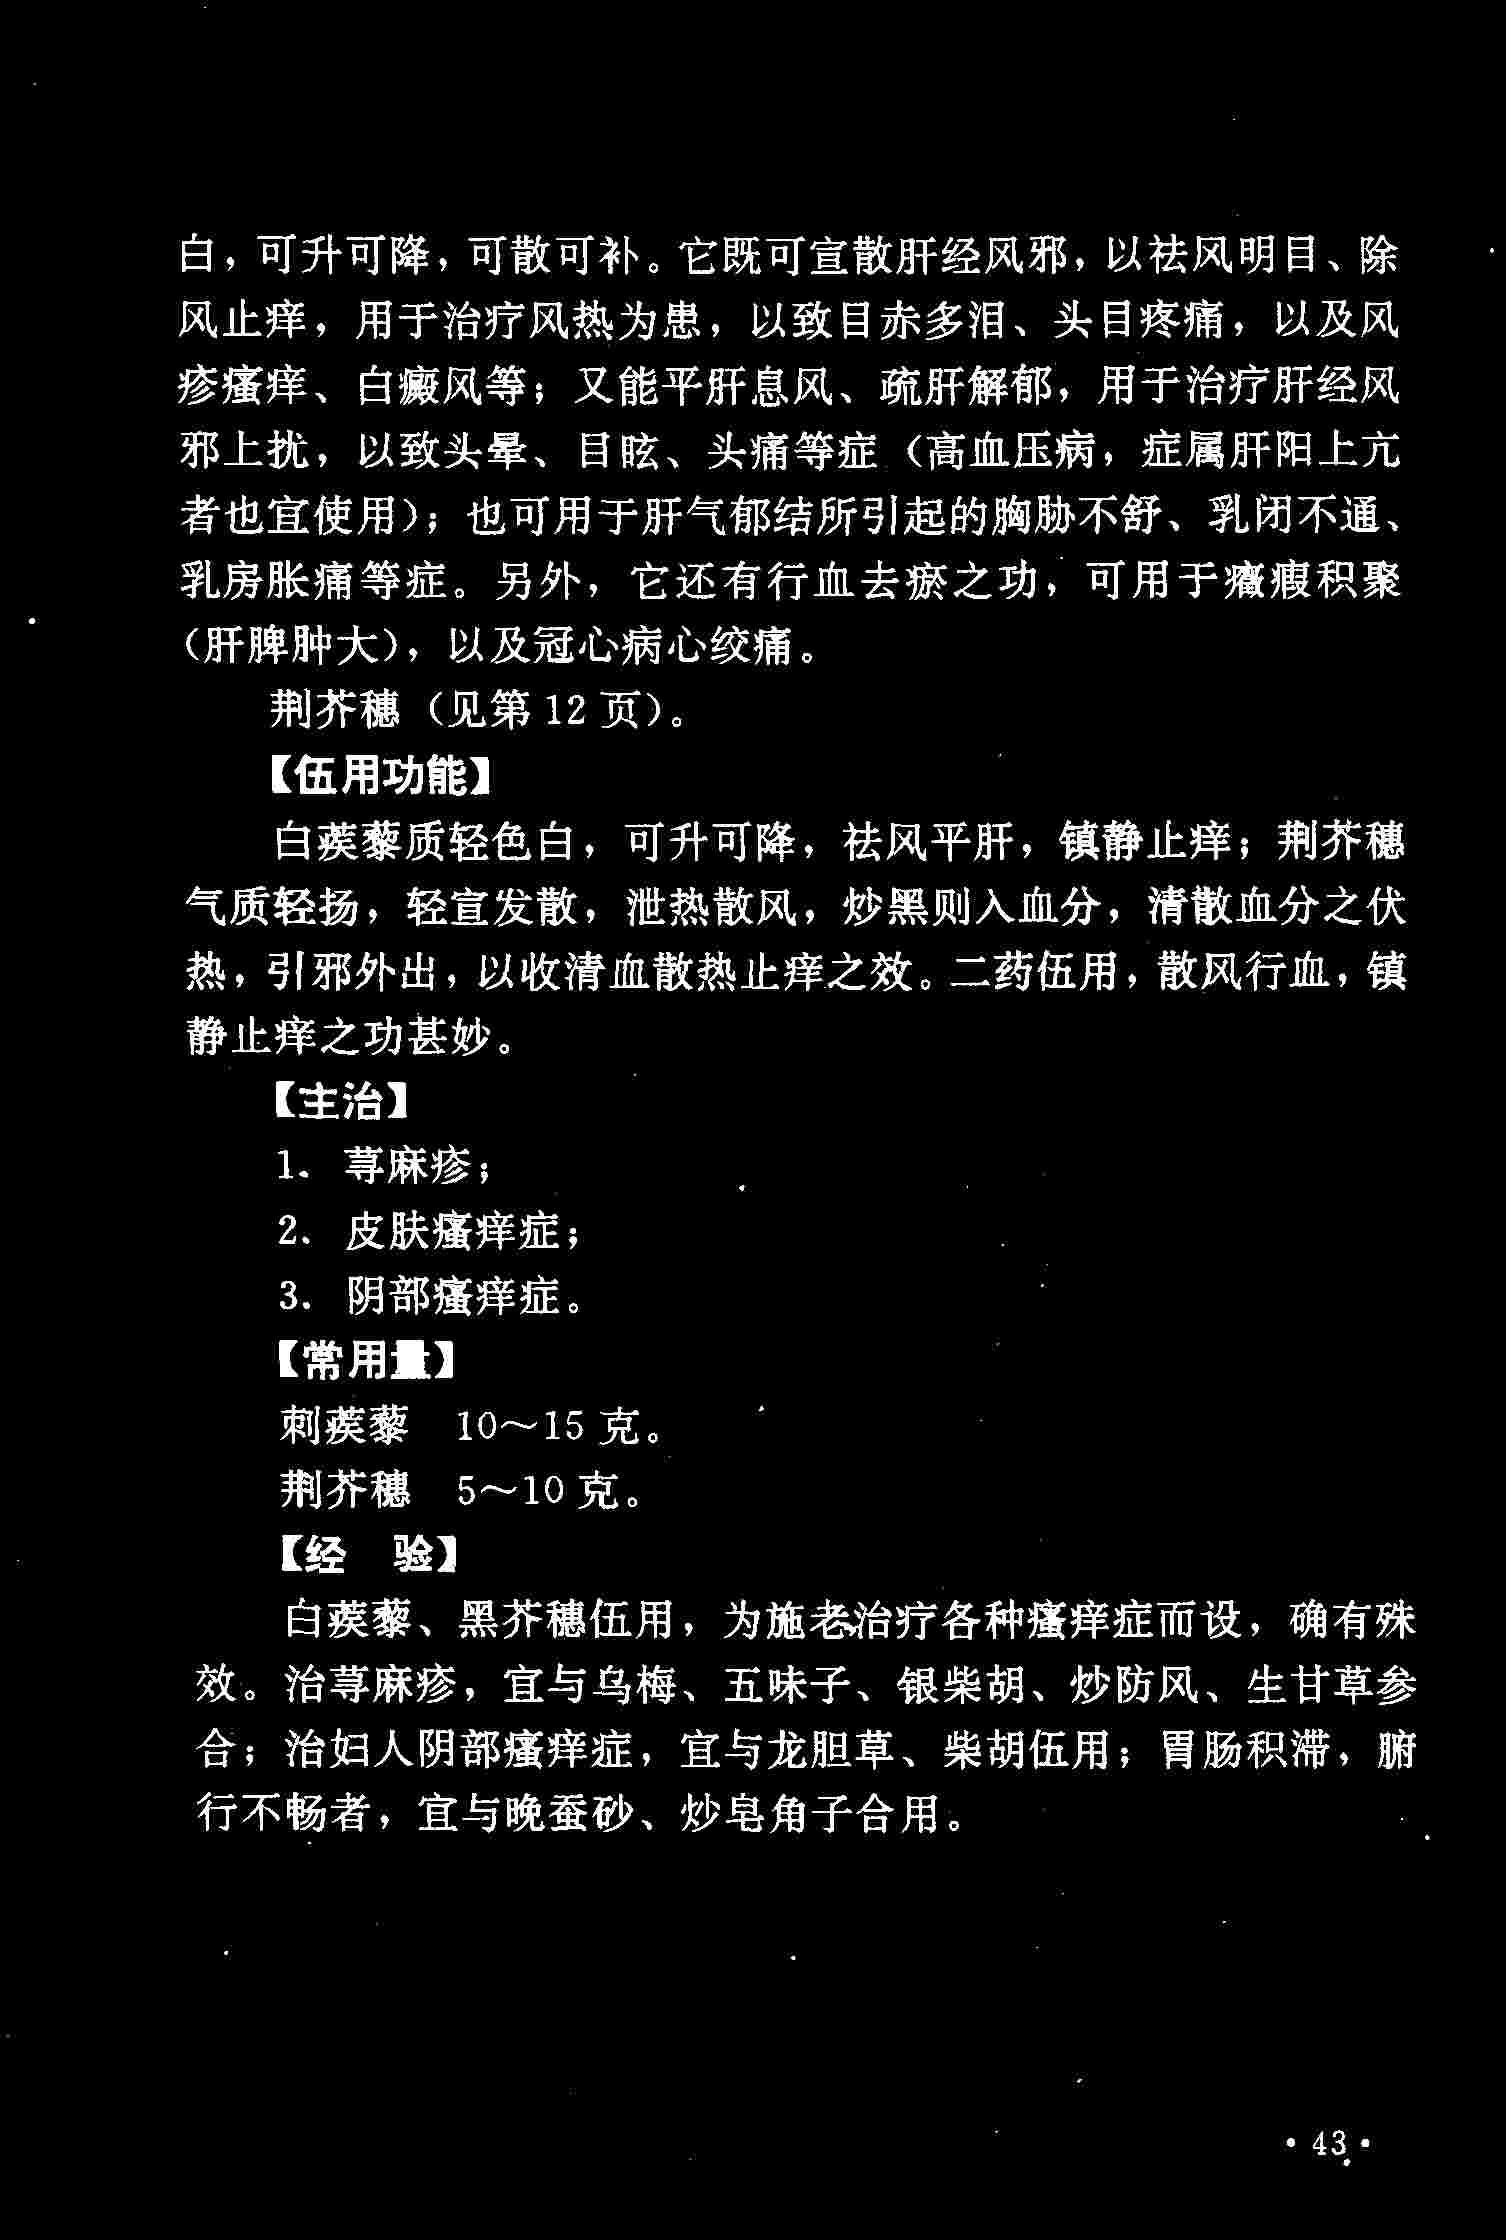 白，可升可降，可散可补。它既可宣散肝经风邪，以祛风明目、除
风止痒，用于治疗风热为患，以致目赤多泪、头目疼痛，以及风
疹瘙痒、白癜风等；又能平肝息风、疏肝解郁，用于治疗肝经风
邪上扰，以致头晕、目眩、头痛等症（高血压病，症属肝阳上亢
者也宜使用）；也可用于肝气郁结所引起的胸胁不舒、乳闭不通、
乳房胀痛等症。另外，它还有行血去瘀之功，可用于癥瘕积聚
（肝脾肿大），以及冠心病心绞痛。
荆芥穗（见第 12 页）。
【伍用功能】
白蒺藜质轻色白，可升可降，祛风平肝，镇静止痒；荆芥穗
气质轻扬，轻宣发散，泄热散风，炒黑则入血分，清散血分之伏
热，引邪外出，以收清血散热止痒之效。二药伍用，散风行血，镇
静止痒之功甚妙。
【主治】
1. 荨麻疹；
2. 皮肤瘙痒症；
3. 阴部瘙痒症。
【常用量】
刺蒺藜　10～15 克。
荆芥穗　5～10 克。
【经　验】
白蒺藜、黑芥穗伍用，为施老治疗各种瘙痒症而设，确有殊
效。治荨麻疹，宜与乌梅、五味子、银柴胡、炒防风、生甘草参
合；治妇人阴部瘙痒症，宜与龙胆草、柴胡伍用；胃肠积滞，腑
行不畅者，宜与晚蚕砂、炒皂角子合用。
·43·